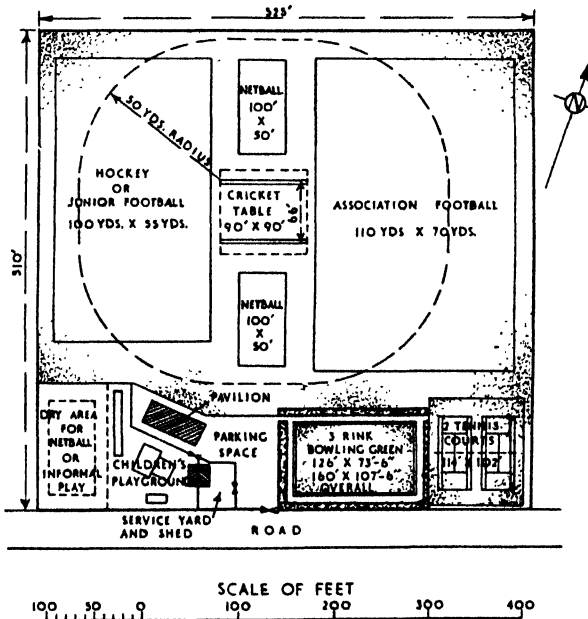 525'
N
510'
50 YDS. RADIUS
NETBALL
100'
X
50'
HOCKEY
OR
JUNIOR FOOTBALL
100 YDS. X 55 YDS.
CRICKET
TABLE
90' X 90'
66'
ASSOCIATION FOOTBALL
110 YDS X 70 YDS.
NETBALL
100'
X
50'
PAVILION
DRY AREA
FOR
NETBALL
OR
INFORMAL
PLAY
PARKING
SPACE
CHILDREN'S
PLAYGROUND
3 RINK
BOWLING GREEN
126' X 73'-6"
160' X 107'-6"
OVERALL
2 TENNIS
COURTS
114' X 102'
SERVICE YARD
AND SHED
ROAD
SCALE OF FEET
100 50 0 100 200 300 400